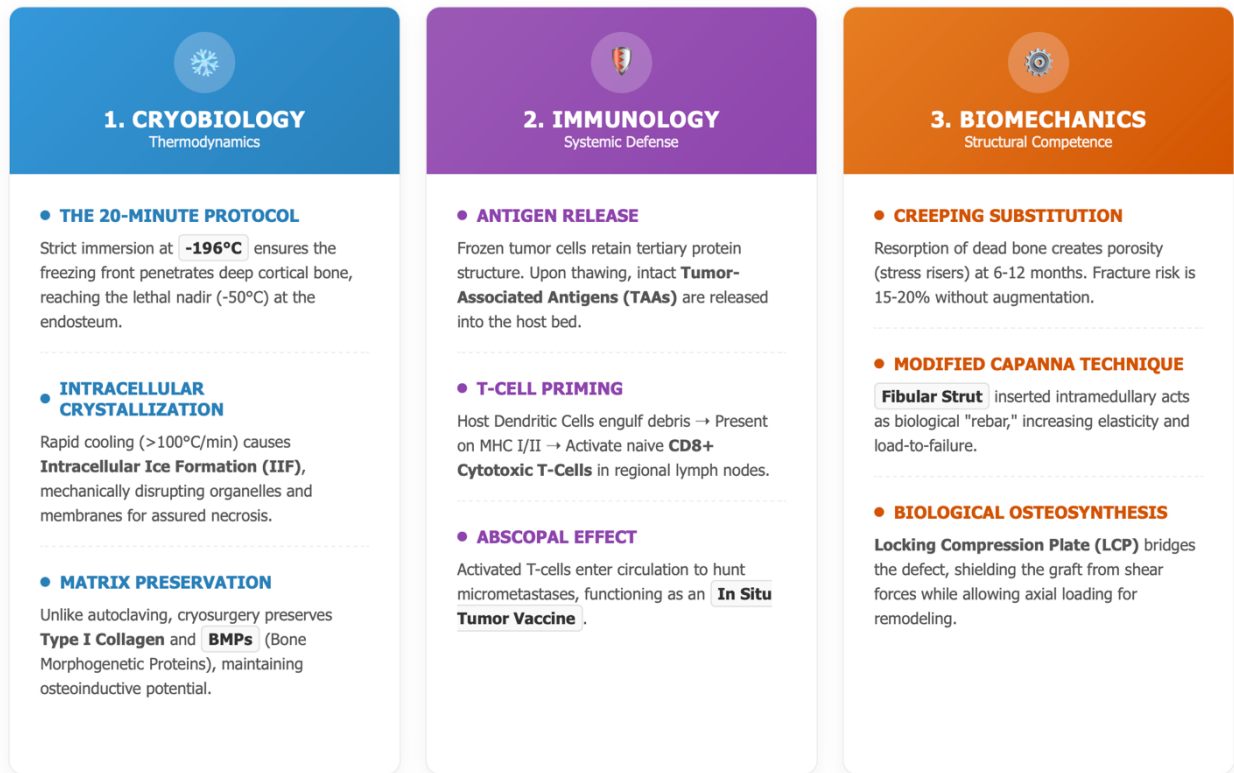 1. CRYOBIOLOGY
Thermodynamics
THE 20-MINUTE PROTOCOL
Strict immersion at -196°C ensures the
freezing front penetrates deep cortical bone,
reaching the lethal nadir (-50°C) at the
endosteum.
INTRACELLULAR
CRYSTALLIZATION
Rapid cooling (>100°C/min) causes
Intracellular Ice Formation (IIF),
mechanically disrupting organelles and
membranes for assured necrosis.
MATRIX PRESERVATION
Unlike autoclaving, cryosurgery preserves
Type I Collagen and BMPs (Bone
Morphogenetic Proteins), maintaining
osteoinductive potential.
2. IMMUNOLOGY
Systemic Defense
ANTIGEN RELEASE
Frozen tumor cells retain tertiary protein
structure. Upon thawing, intact Tumor-
Associated Antigens (TAAs) are released
into the host bed.
T-CELL PRIMING
Host Dendritic Cells engulf debris → Present
on MHC I/II → Activate naive CD8+
Cytotoxic T-Cells in regional lymph nodes.
ABSCOPAL EFFECT
Activated T-cells enter circulation to hunt
micrometastases, functioning as an In Situ
Tumor Vaccine.
3. BIOMECHANICS
Structural Competence
CREEPING SUBSTITUTION
Resorption of dead bone creates porosity
(stress risers) at 6-12 months. Fracture risk is
15-20% without augmentation.
MODIFIED CAPANNA TECHNIQUE
Fibular Strut inserted intramedullary acts
as biological "rebar," increasing elasticity and
load-to-failure.
BIOLOGICAL OSTEOSYNTHESIS
Locking Compression Plate (LCP) bridges
the defect, shielding the graft from shear
forces while allowing axial loading for
remodeling.